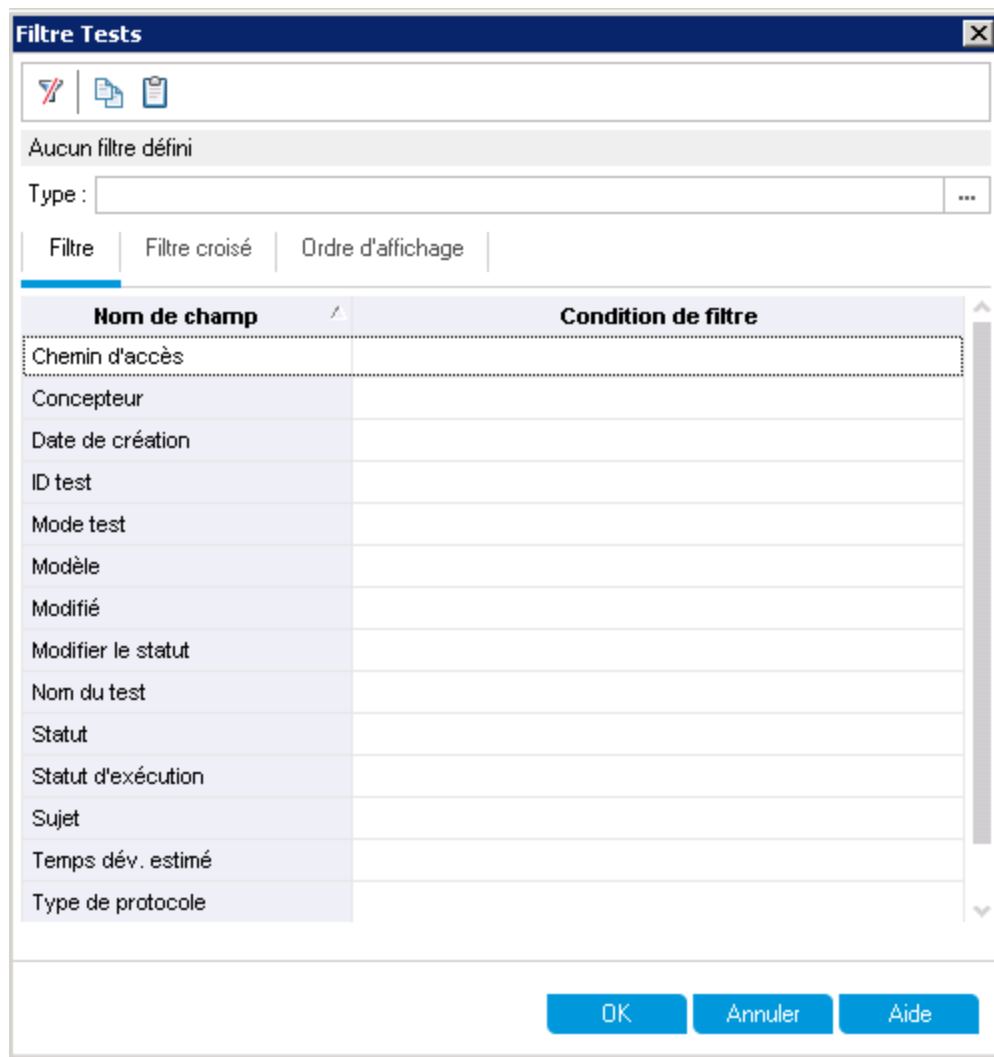 Filtre Tests
Aucun filtre défini
Type :
...
Filtre
Filtre croisé
Ordre d'affichage
Nom de champ
Condition de filtre
Chemin d'accès
Concepteur
Date de création
ID test
Mode test
Modèle
Modifié
Modifier le statut
Nom du test
Statut
Statut d'exécution
Sujet
Temps dév. estimé
Type de protocole
OK
Annuler
Aide